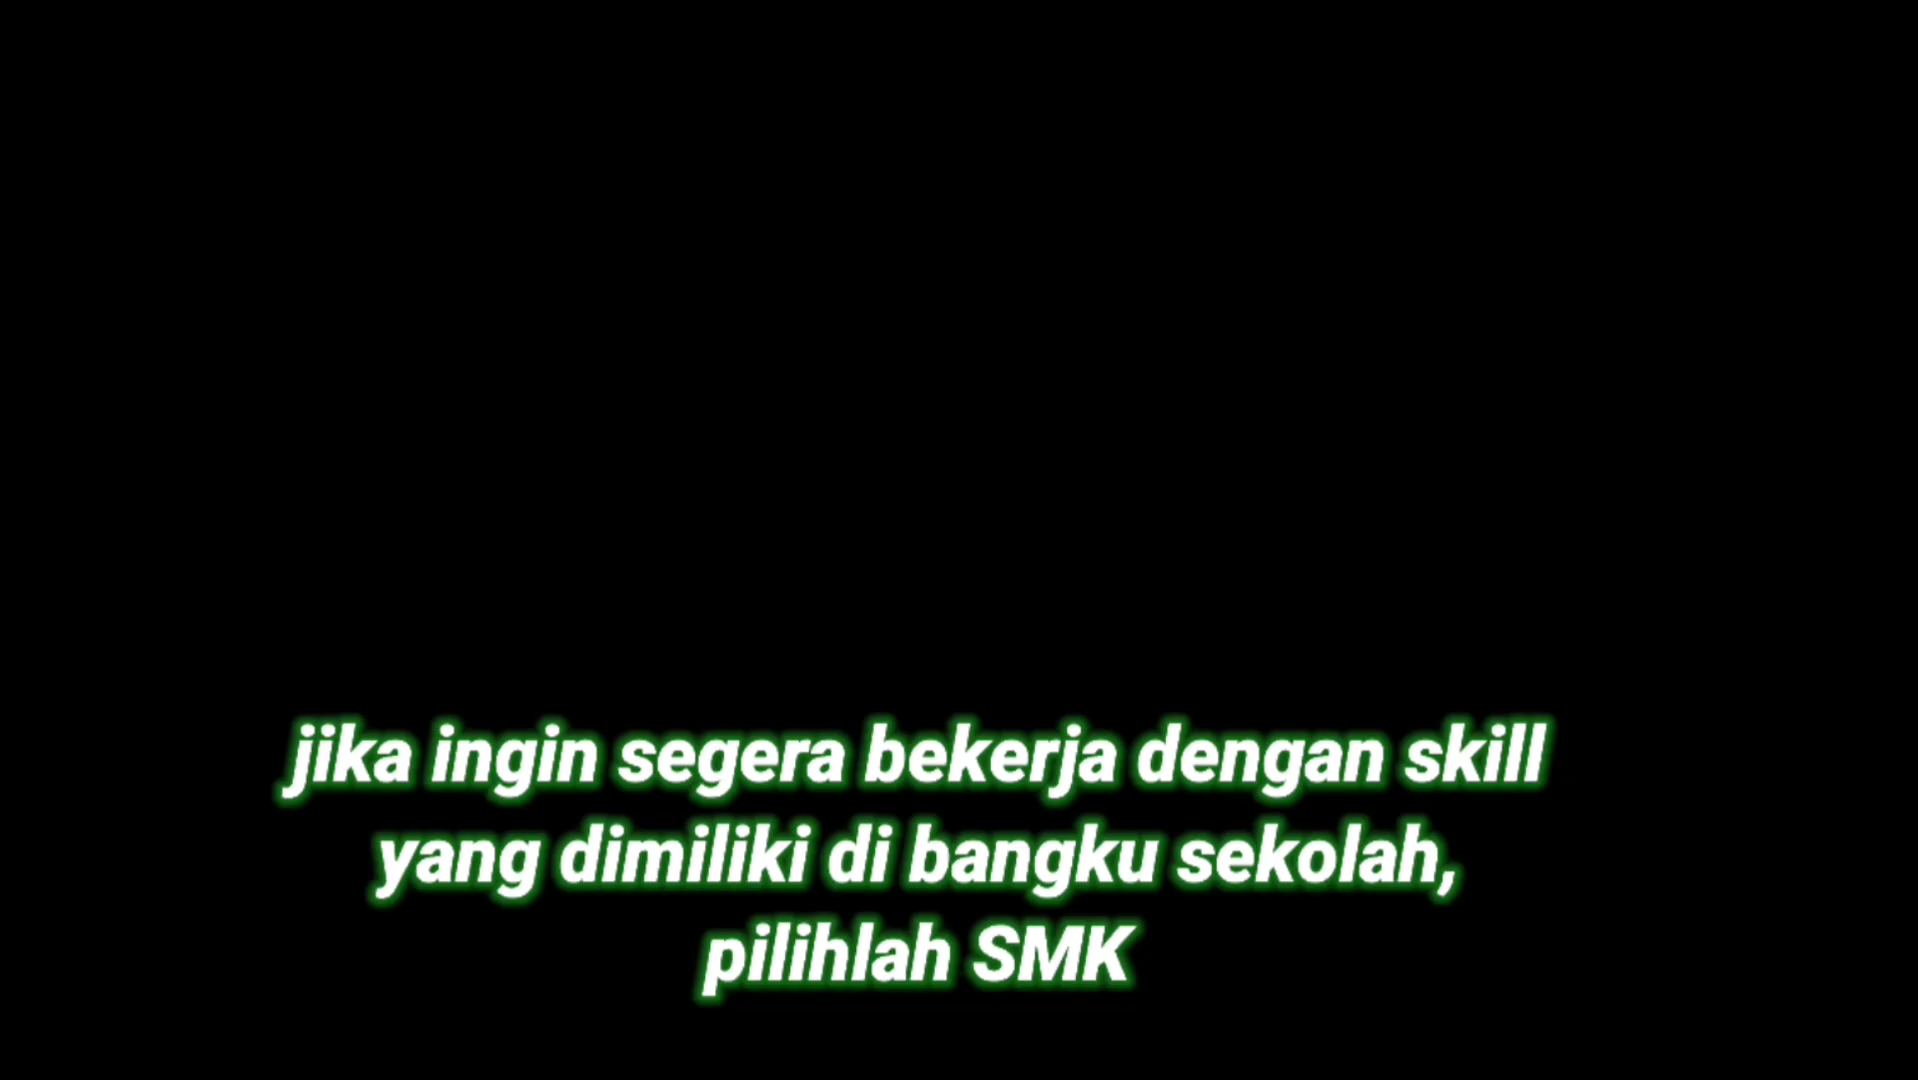 jika ingin segera bekerja dengan skill
yang dimiliki di bangku sekolah,
pilihlah SMK